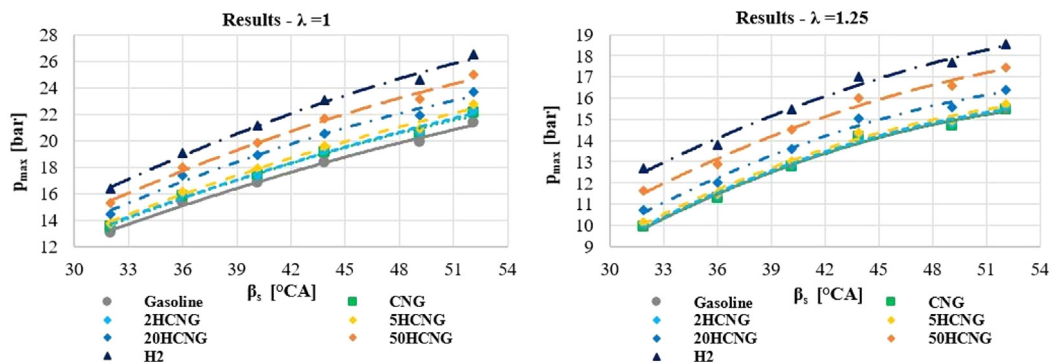 Results - λ =1
pmax [bar]
28
26
24
22
20
18
16
14
12
30 33 36 39 42 45 48 51 54
βs [°CA]
Gasoline CNG
2HCNG 5HCNG
20HCNG 50HCNG
H2
Results - λ =1.25
pmax [bar]
19
18
17
16
15
14
13
12
11
10
9
30 33 36 39 42 45 48 51 54
βs [°CA]
Gasoline CNG
2HCNG 5HCNG
20HCNG 50HCNG
H2